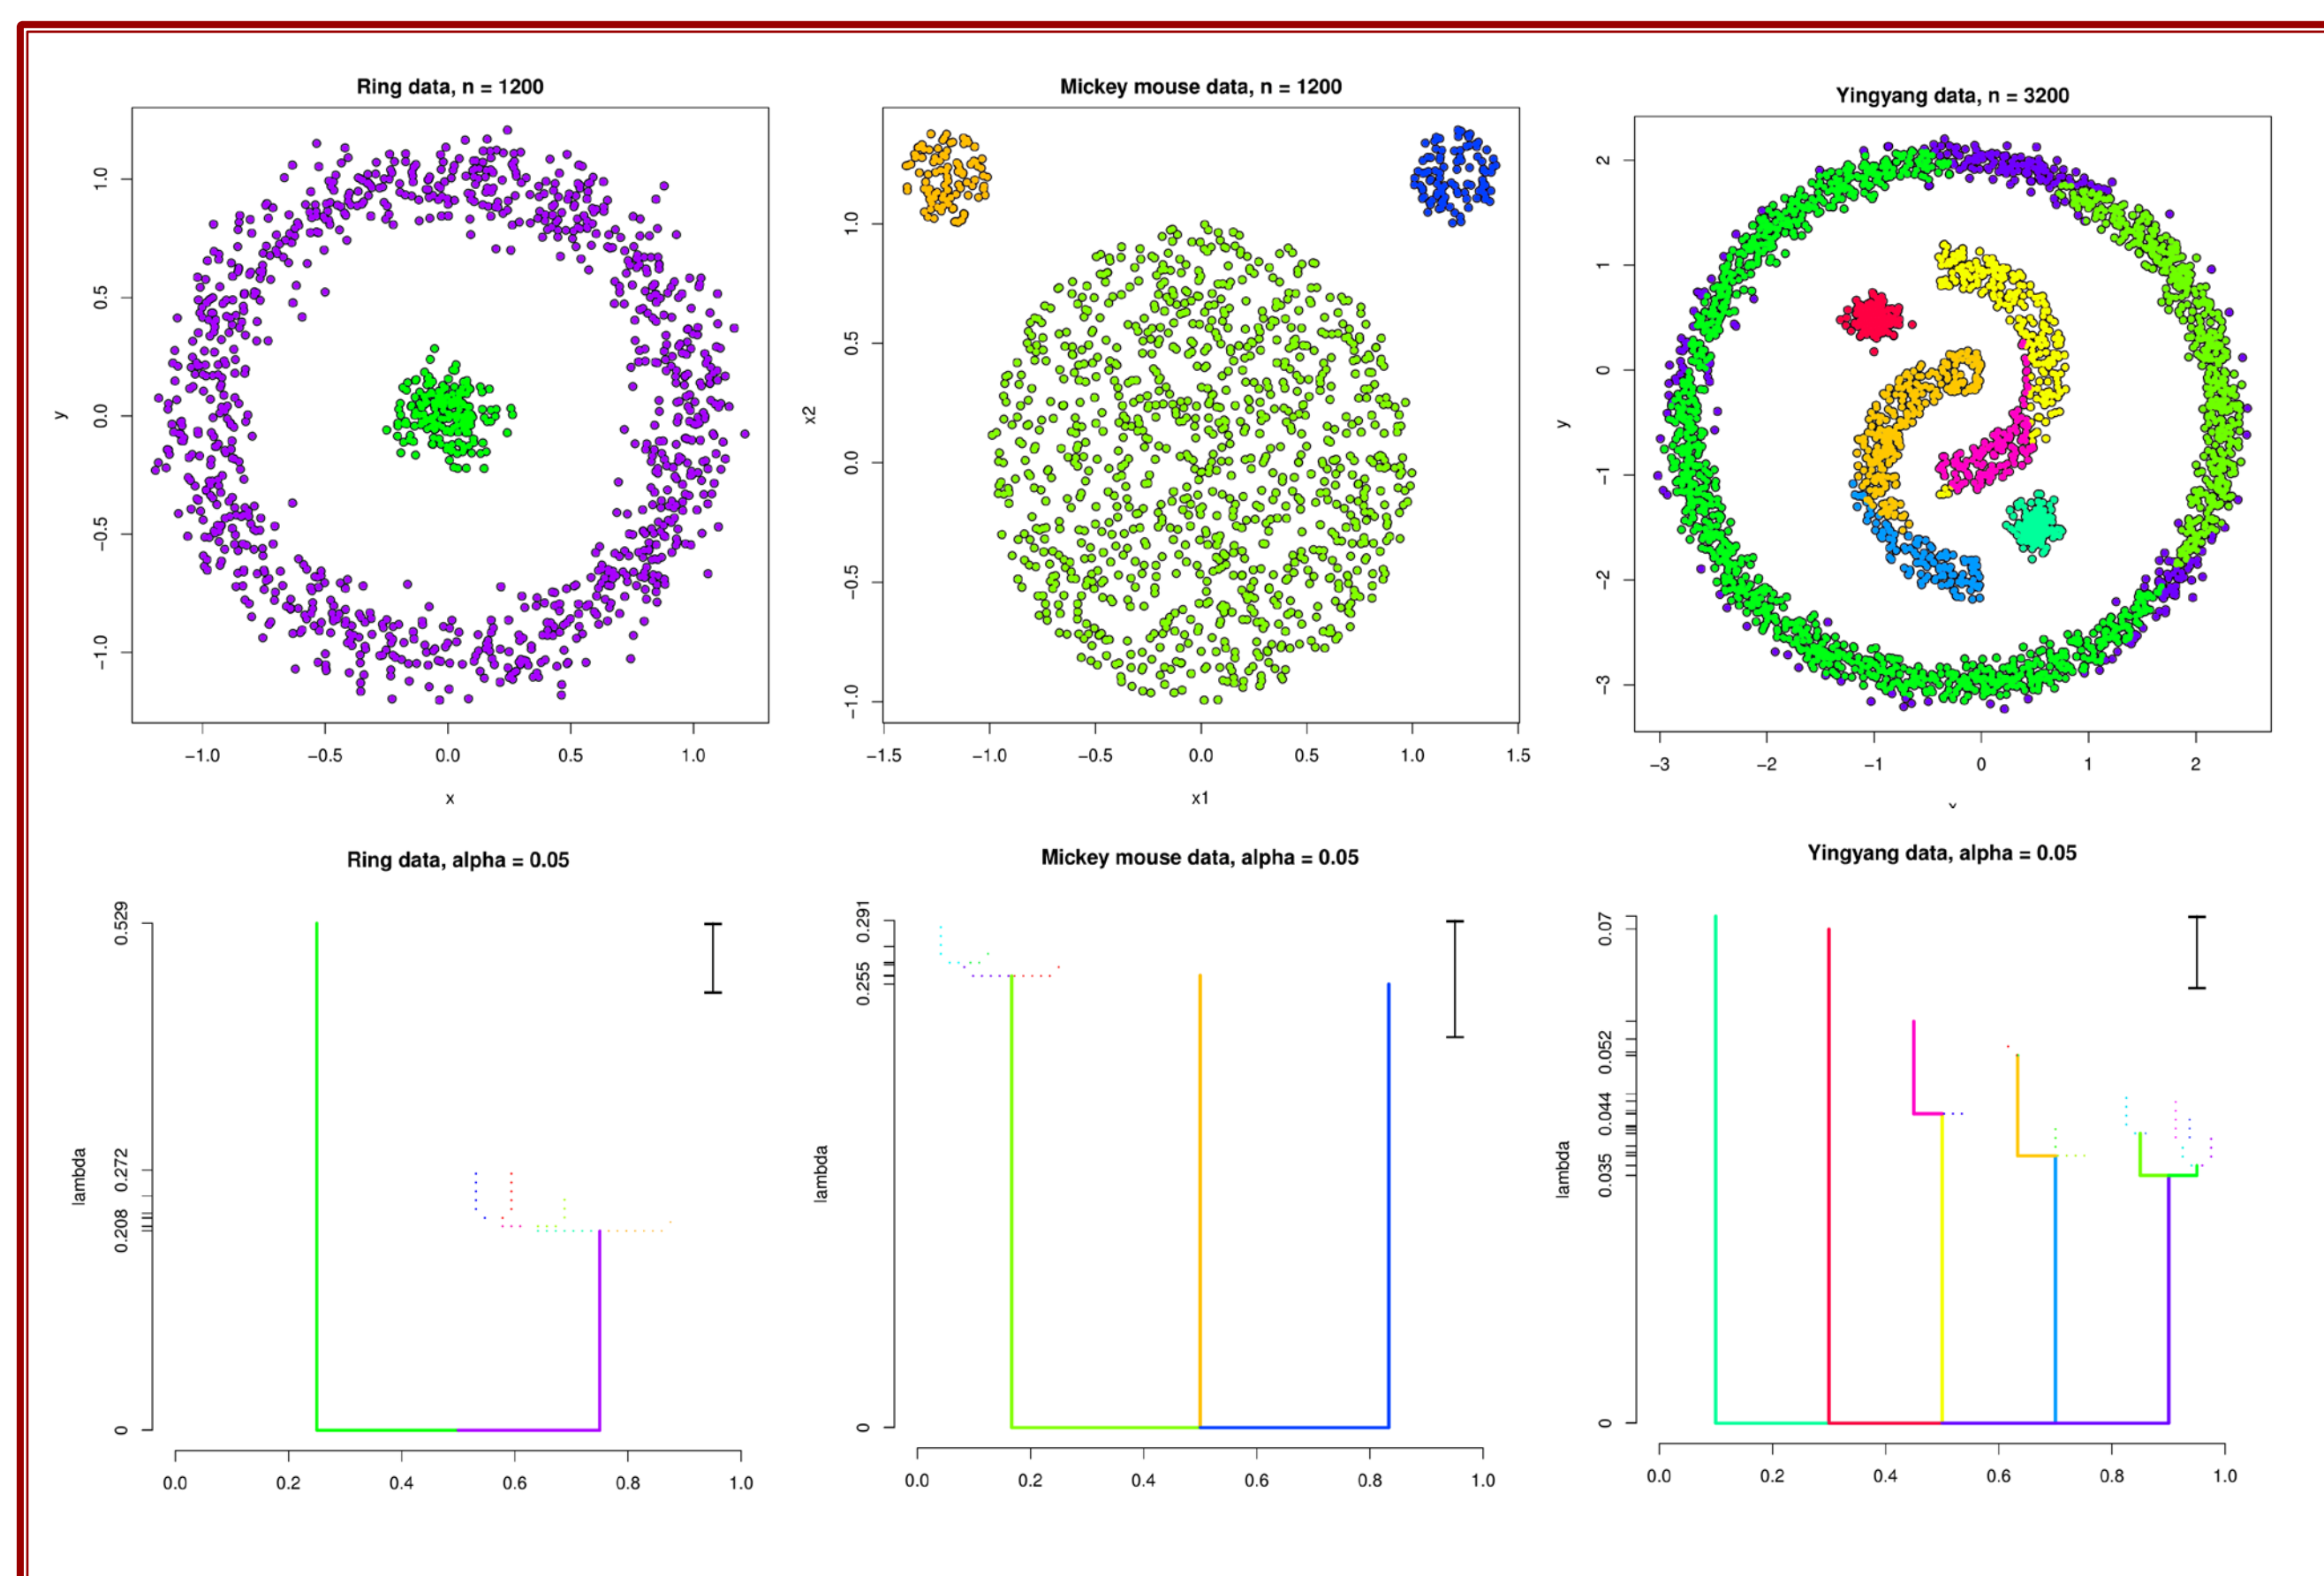 Ring data, n = 1200
1.0
0.5
0.0
−0.5
−1.0
y
−1.0 −0.5 0.0 0.5 1.0
x
Mickey mouse data, n = 1200
1.0
0.5
0.0
−0.5
−1.0
x2
−1.5 −1.0 −0.5 0.0 0.5 1.0 1.5
x1
Yingyang data, n = 3200
2
1
0
−1
−2
−3
y
−3 −2 −1 0 1 2
Ring data, alpha = 0.05
0.529
0.272
0.208
0
lambda
0.0 0.2 0.4 0.6 0.8 1.0
Mickey mouse data, alpha = 0.05
0.291
0.255
0
lambda
0.0 0.2 0.4 0.6 0.8 1.0
Yingyang data, alpha = 0.05
0.07
0.052
0.044
0.035
0
lambda
0.0 0.2 0.4 0.6 0.8 1.0